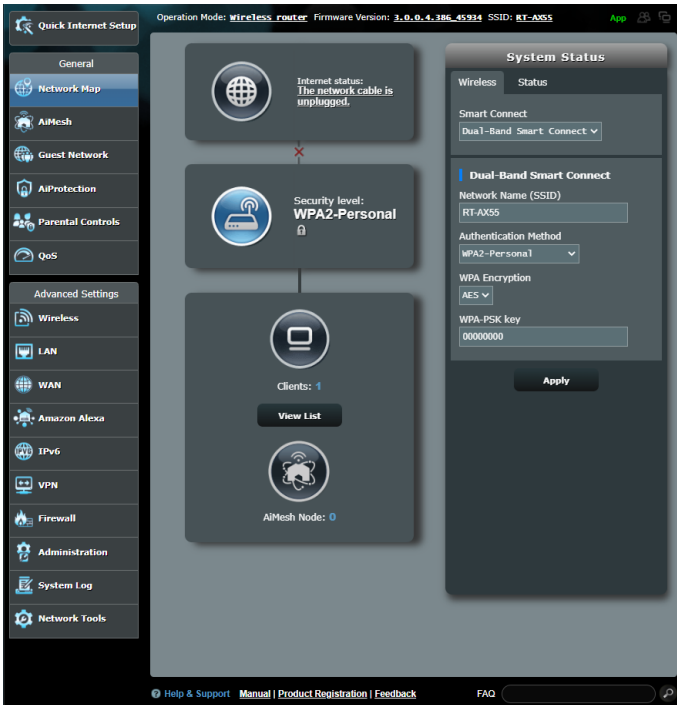 Quick Internet Setup
Operation Mode: Wireless router Firmware Version: 3.0.0.4.386_45934 SSID: RT-AX55
App
General
Network Map
AiMesh
Guest Network
AiProtection
Parental Controls
QoS
Advanced Settings
Wireless
LAN
WAN
Amazon Alexa
IPv6
VPN
Firewall
Administration
System Log
Network Tools
Internet status:
The network cable is
unplugged.
Security level:
WPA2-Personal
Clients: 1
View List
AiMesh Node: 0
System Status
Wireless Status
Smart Connect
Dual-Band Smart Connect
Dual-Band Smart Connect
Network Name (SSID)
RT-AX55
Authentication Method
WPA2-Personal
WPA Encryption
AES
WPA-PSK key
00000000
Apply
Help & Support Manual | Product Registration | Feedback FAQ